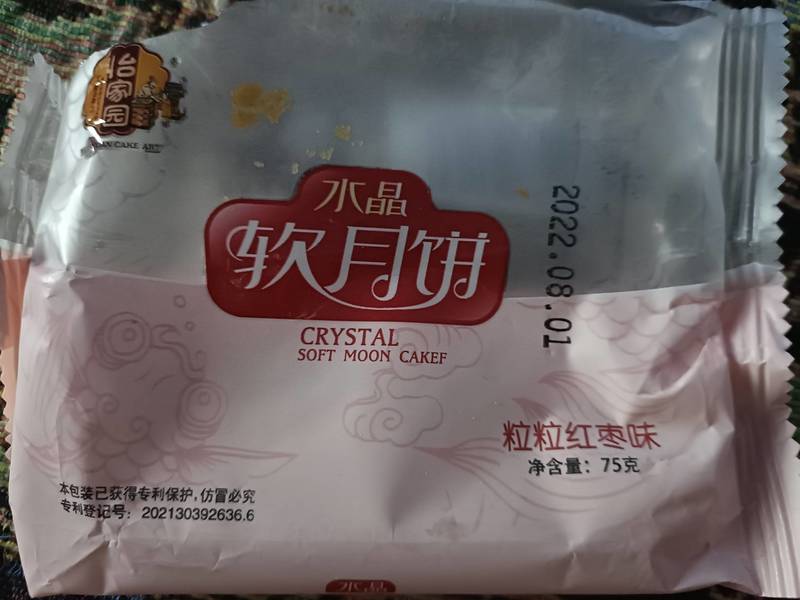 怡家园
CAKE ART
水晶
软月饼
CRYSTAL
SOFT MOON CAKEF
2022.08.01
粒粒红枣味
净含量：75克
本包装已获得专利保护,仿冒必究
专利登记号：202130392636.6
水晶